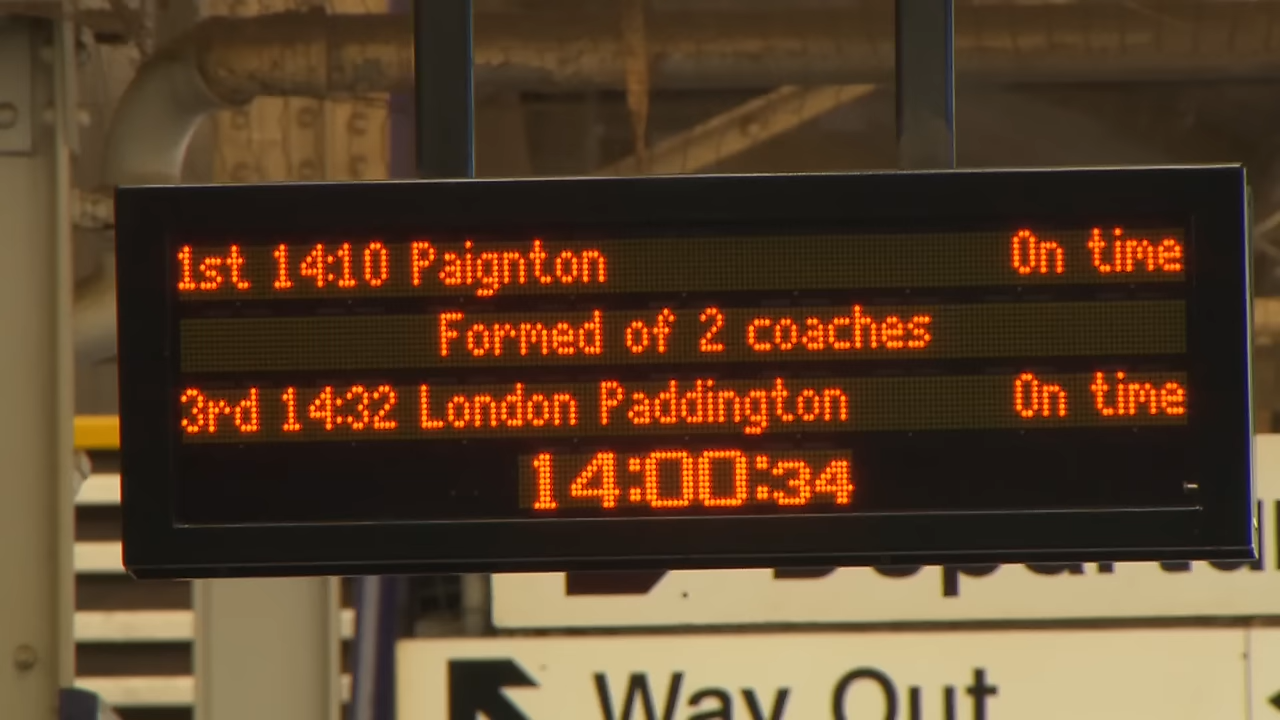 1st 14:10 Paignton On time
Formed of 2 coaches
3rd 14:32 London Paddington On time
14:00:34
Way Out